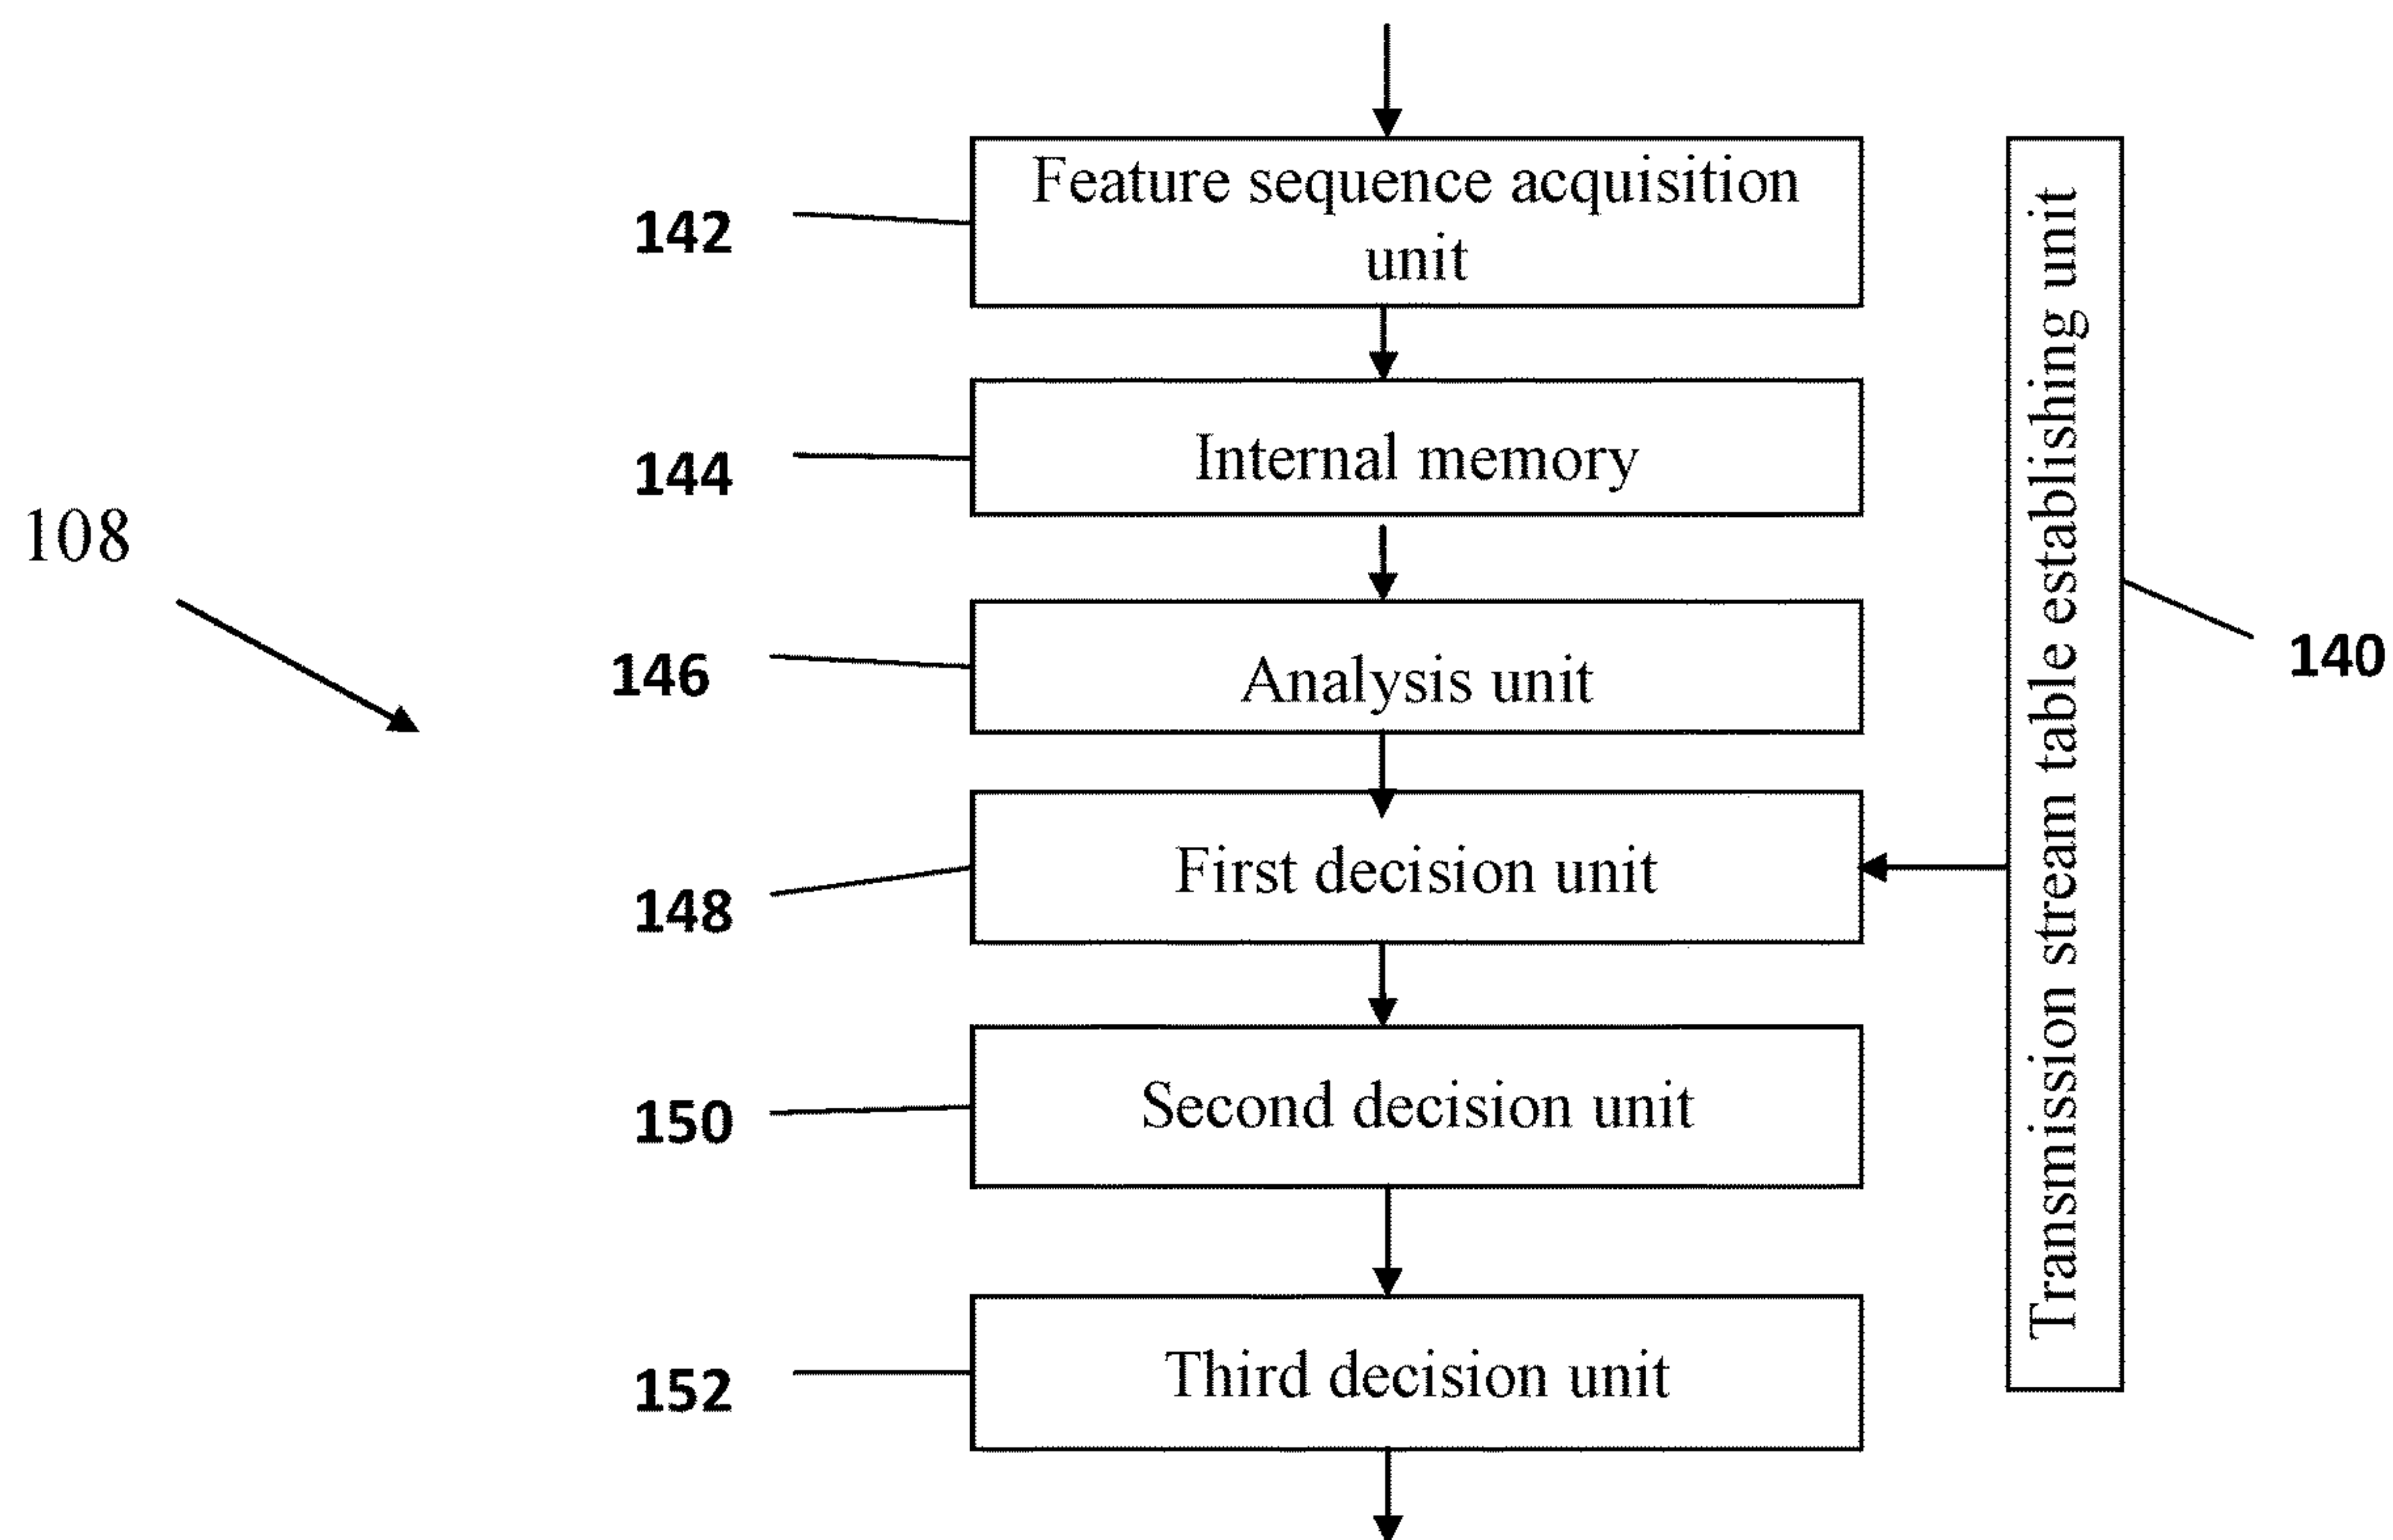 142
Feature sequence acquisition
unit
144
Internal memory
108
146
Analysis unit
Transmission stream table establishing unit
140
148
First decision unit
150
Second decision unit
152
Third decision unit